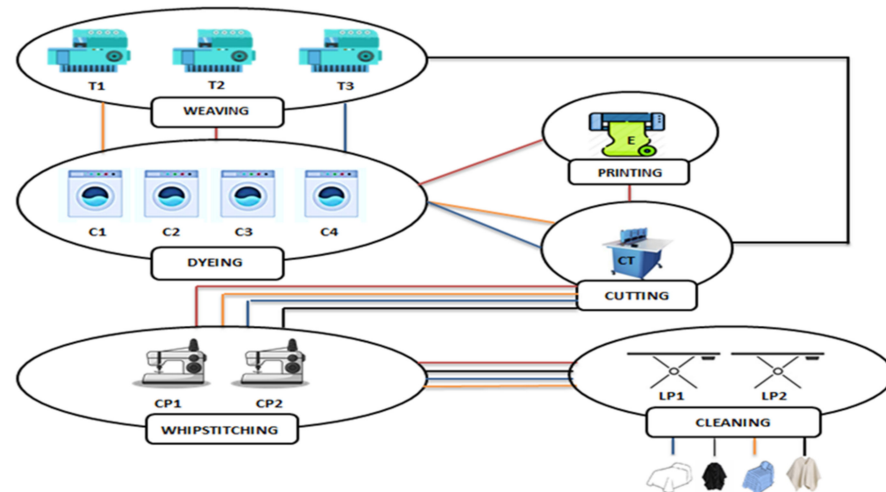 T1 T2 T3
WEAVING
E
PRINTING
C1 C2 C3 C4
DYEING
CT
CUTTING
CP1 CP2
WHIPSTITCHING
LP1 LP2
CLEANING